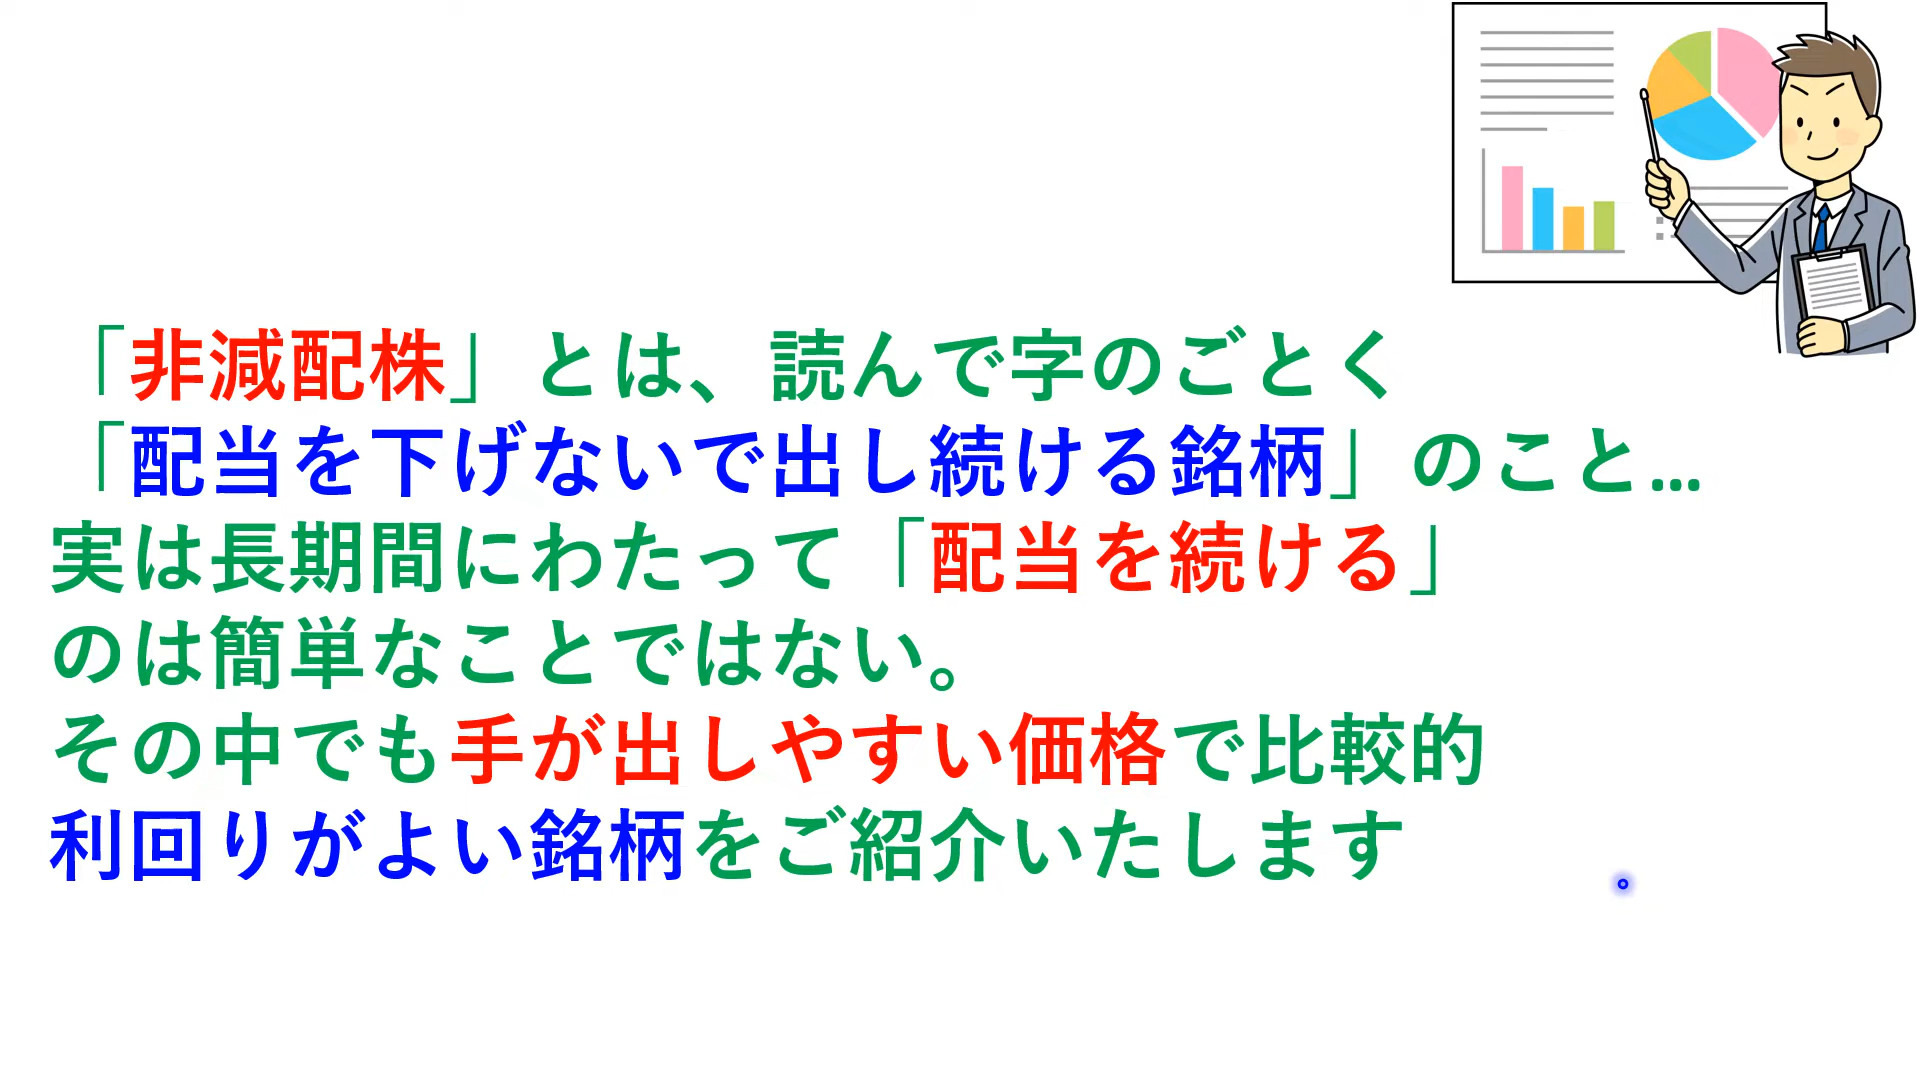 「非減配株」とは、読んで字のごとく
「配当を下げないで出し続ける銘柄」のこと...
実は長期間にわたって「配当を続ける」
のは簡単なことではない。
その中でも手が出しやすい価格で比較的
利回りがよい銘柄をご紹介いたします